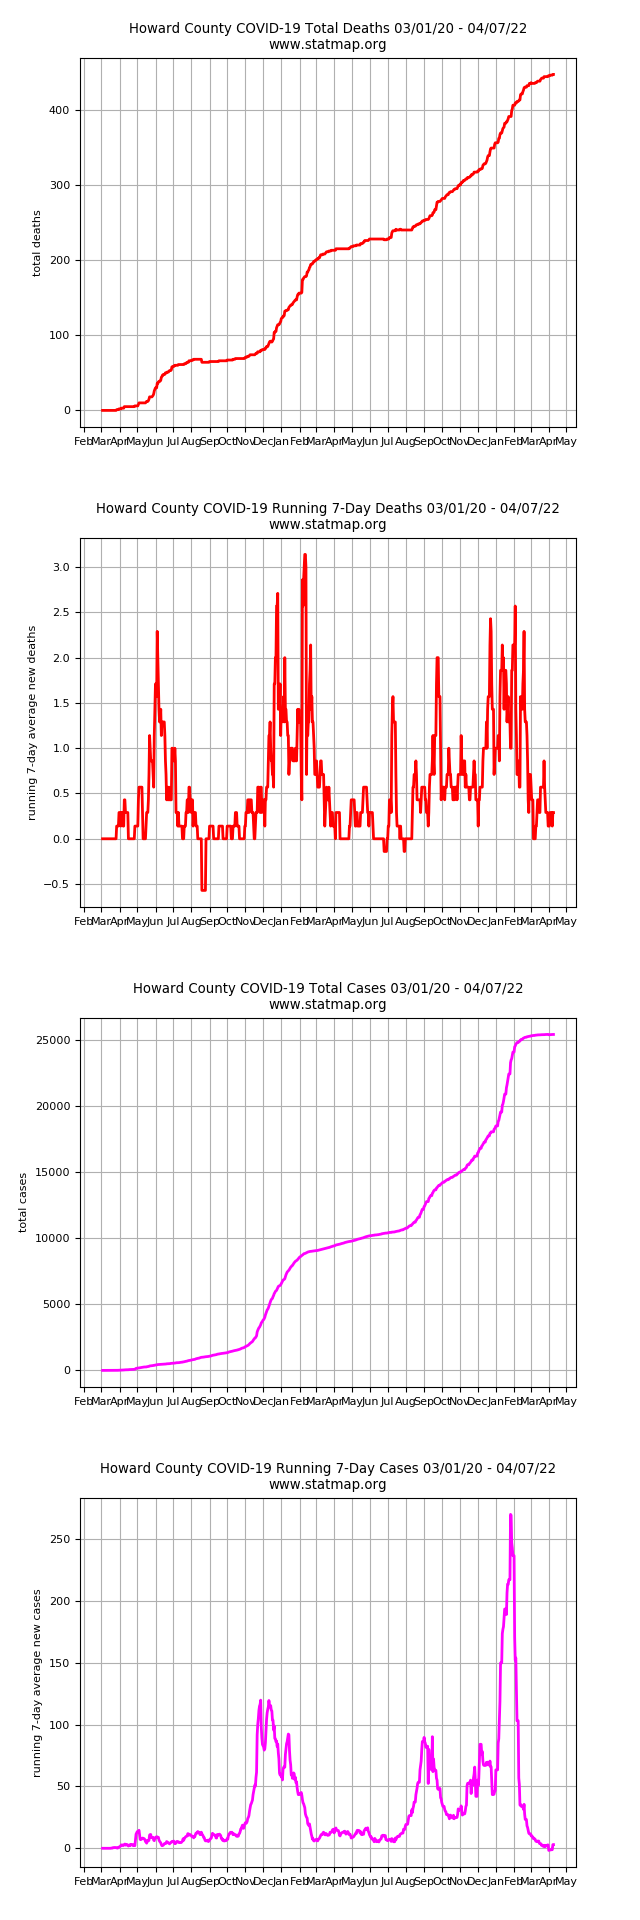 Howard County COVID-19 Total Deaths 03/01/20 - 04/07/22
www.statmap.org
400
300
200
100
0
total deaths
Feb Mar Apr May Jun Jul Aug Sep Oct Nov Dec Jan Feb Mar Apr May Jun Jul Aug Sep Oct Nov Dec Jan Feb Mar Apr May
Howard County COVID-19 Running 7-Day Deaths 03/01/20 - 04/07/22
www.statmap.org
3.0
2.5
2.0
1.5
1.0
0.5
0.0
−0.5
running 7-day average new deaths
Feb Mar Apr May Jun Jul Aug Sep Oct Nov Dec Jan Feb Mar Apr May Jun Jul Aug Sep Oct Nov Dec Jan Feb Mar Apr May
Howard County COVID-19 Total Cases 03/01/20 - 04/07/22
www.statmap.org
25000
20000
15000
10000
5000
0
total cases
Feb Mar Apr May Jun Jul Aug Sep Oct Nov Dec Jan Feb Mar Apr May Jun Jul Aug Sep Oct Nov Dec Jan Feb Mar Apr May
Howard County COVID-19 Running 7-Day Cases 03/01/20 - 04/07/22
www.statmap.org
250
200
150
100
50
0
running 7-day average new cases
Feb Mar Apr May Jun Jul Aug Sep Oct Nov Dec Jan Feb Mar Apr May Jun Jul Aug Sep Oct Nov Dec Jan Feb Mar Apr May